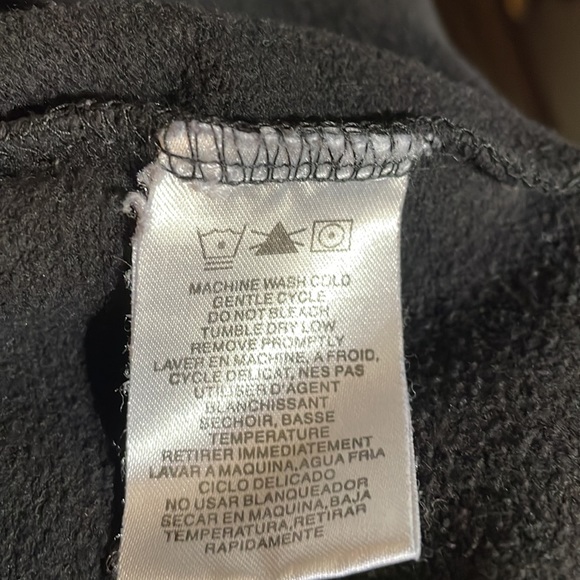 MACHINE WASH COLD
GENTLE CYCLE
DO NOT BLEACH
TUMBLE DRY LOW
REMOVE PROMPTLY
LAVER EN MACHINE, A FROID,
CYCLE DELICAT, NES PAS
UTILISER D'AGENT
BLANCHISSANT
SECHOIR, BASSE
TEMPERATURE
RETIRER IMMEDIATEMENT
LAVAR A MAQUINA, AGUA FRIA
CICLO DELICADO
NO USAR BLANQUEADOR
SECAR EN MAQUINA, BAJA
TEMPERATURA, RETIRAR
RAPIDAMENTE